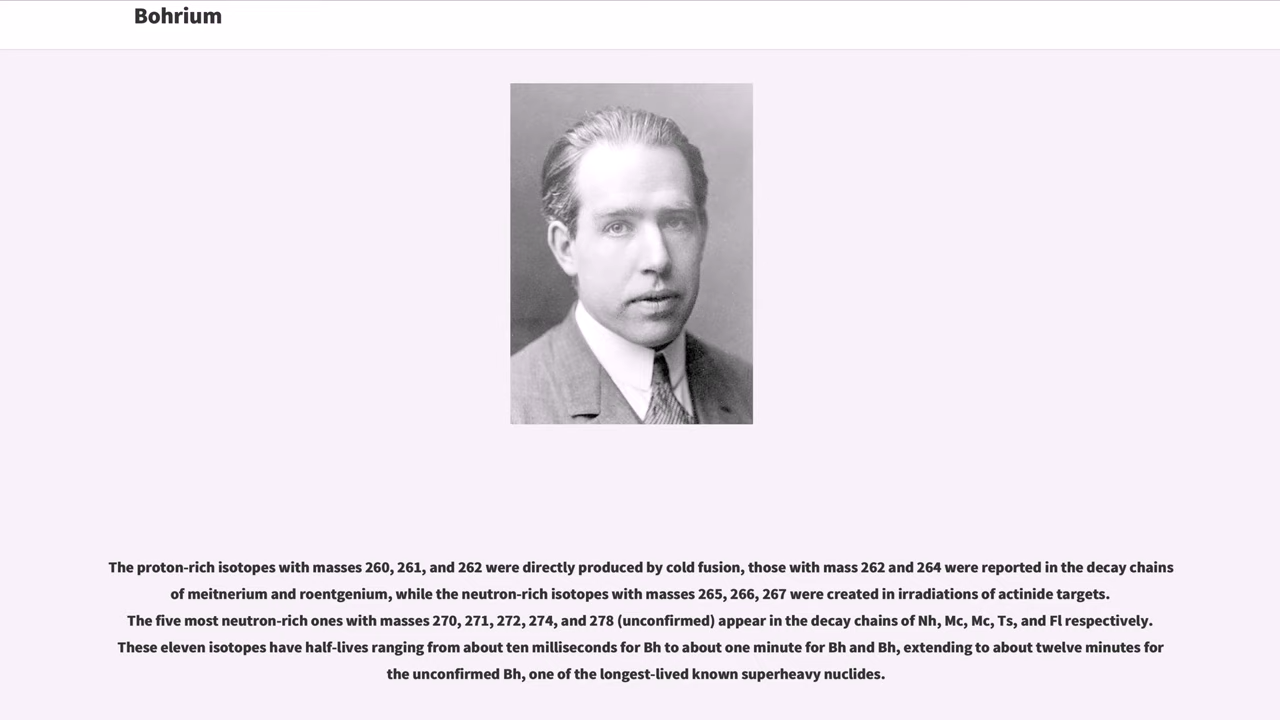 Bohrium
The proton-rich isotopes with masses 260, 261, and 262 were directly produced by cold fusion, those with mass 262 and 264 were reported in the decay chains
of meitnerium and roentgenium, while the neutron-rich isotopes with masses 265, 266, 267 were created in irradiations of actinide targets.
The five most neutron-rich ones with masses 270, 271, 272, 274, and 278 (unconfirmed) appear in the decay chains of Nh, Mc, Mc, Ts, and Fl respectively.
These eleven isotopes have half-lives ranging from about ten milliseconds for Bh to about one minute for Bh and Bh, extending to about twelve minutes for
the unconfirmed Bh, one of the longest-lived known superheavy nuclides.